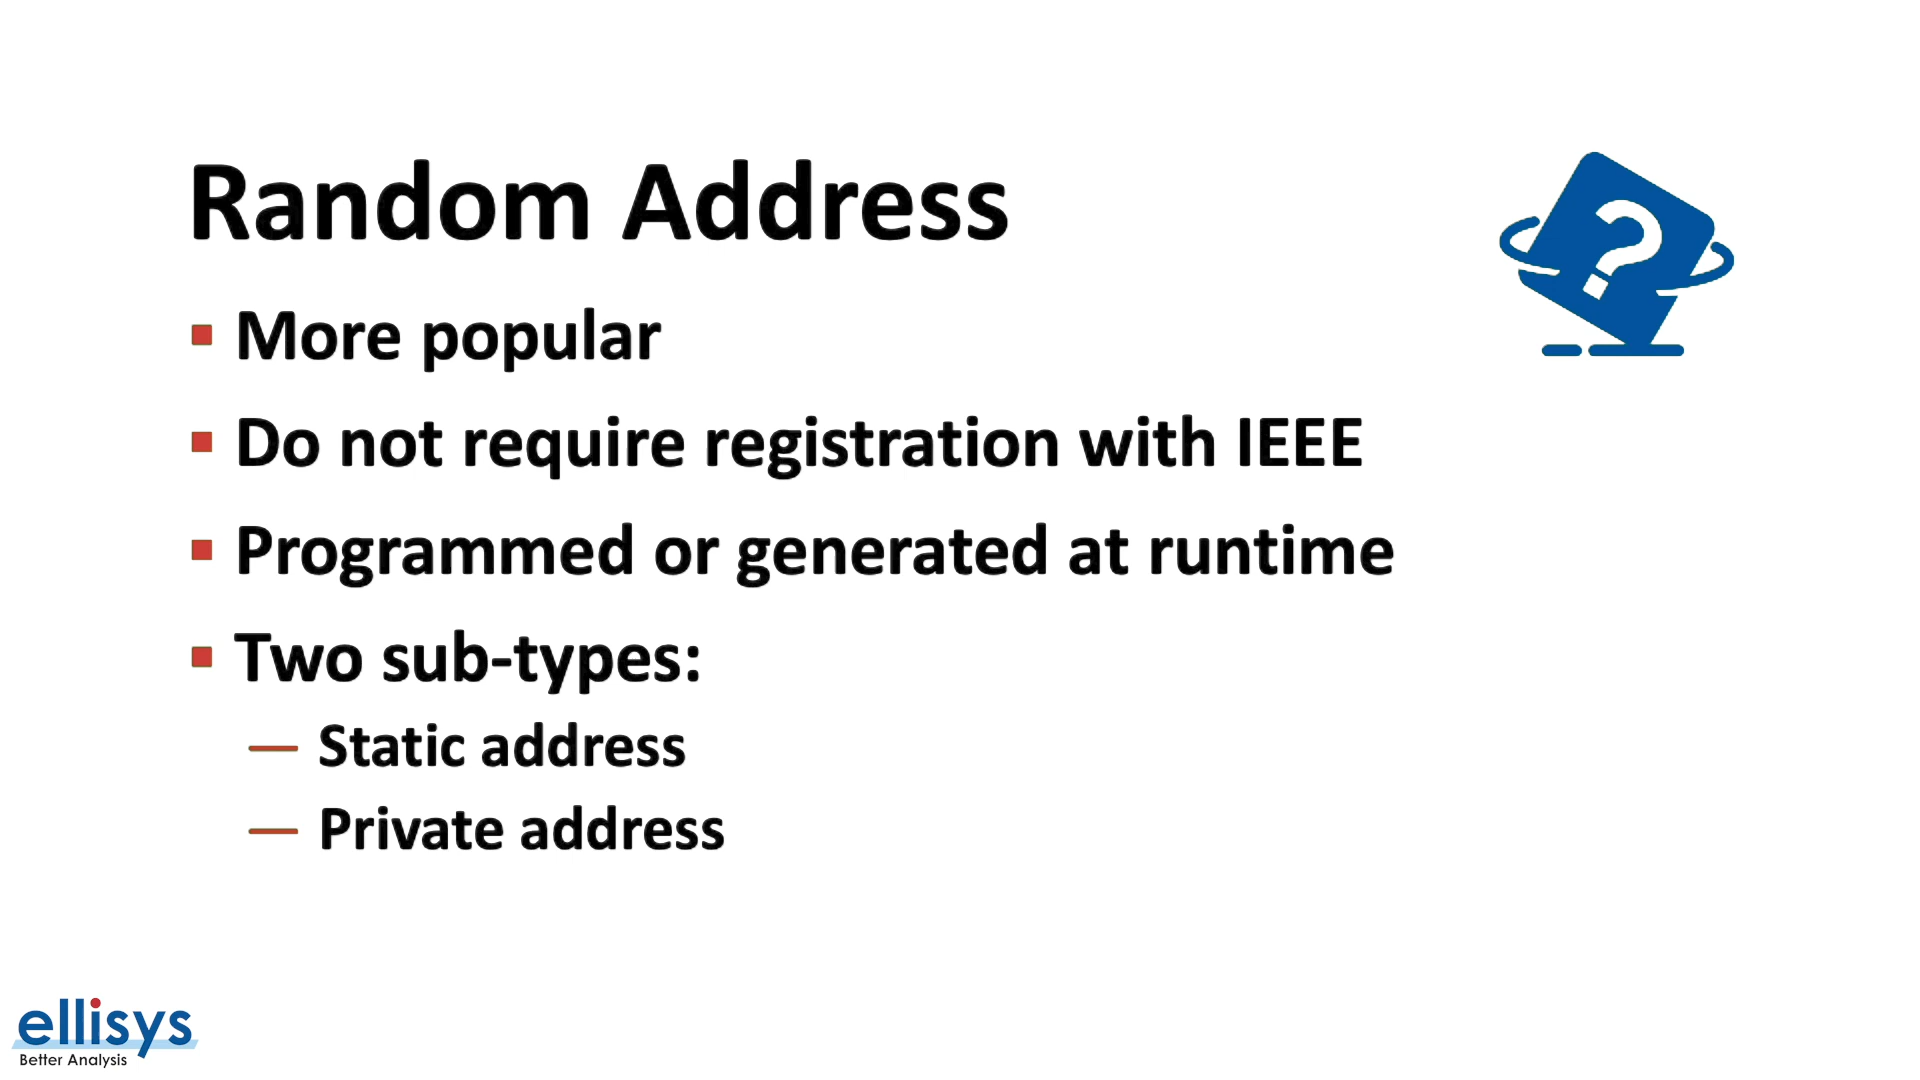 Random Address
More popular
Do not require registration with IEEE
Programmed or generated at runtime
Two sub-types:
— Static address
— Private address
?
ellisys
Better Analysis